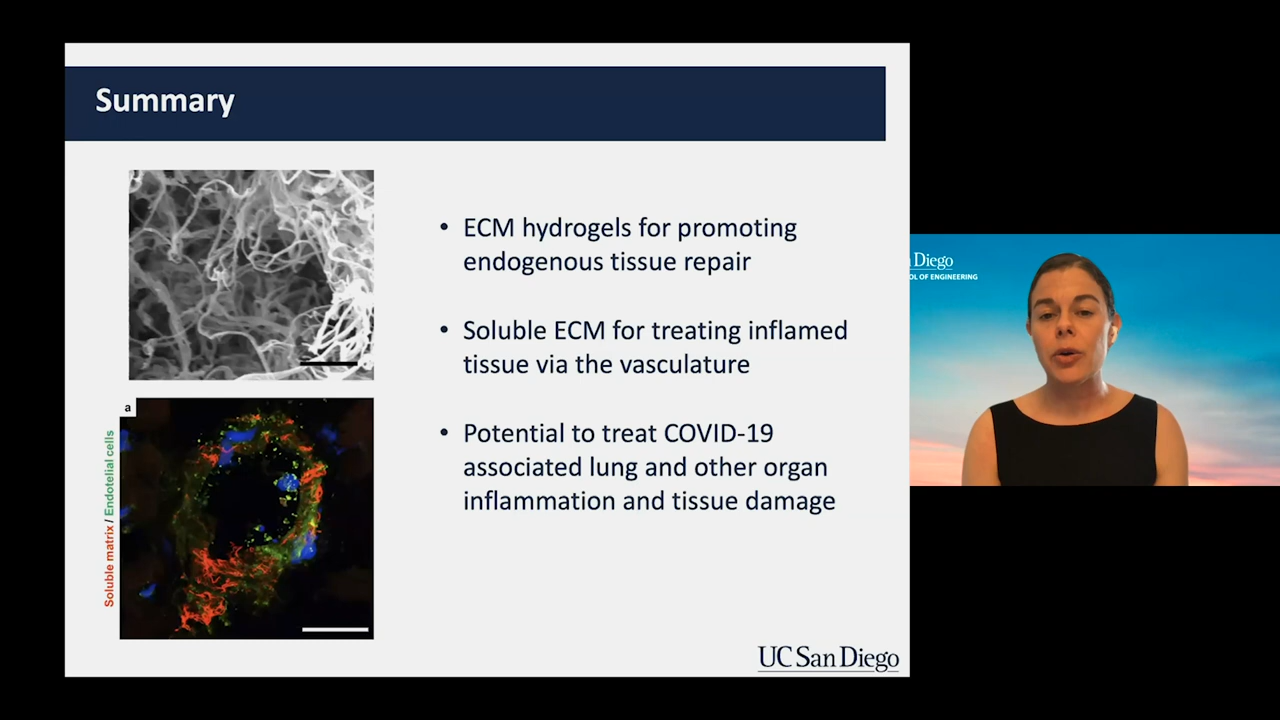 Summary
• ECM hydrogels for promoting
endogenous tissue repair
• Soluble ECM for treating inflamed
tissue via the vasculature
• Potential to treat COVID-19
associated lung and other organ
inflammation and tissue damage
a
Soluble matrix / Endotelial cells
UC San Diego
Diego
OL OF ENGINEERING